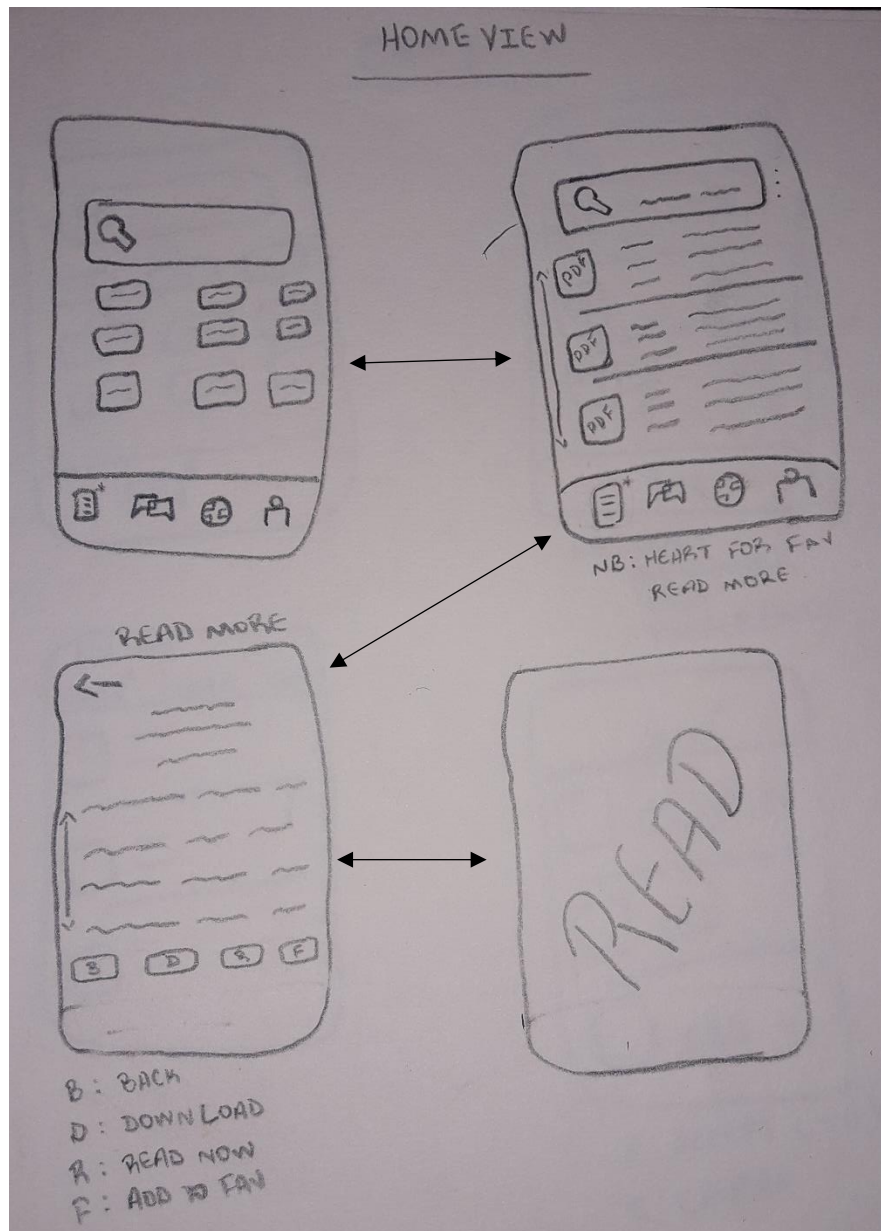 HOME VIEW
PDF
PDF
PDF
NB: HEART FOR FAV
READ MORE
READ MORE
B
D
R
F
READ
B: BACK
D: DOWNLOAD
R: READ NOW
F: ADD TO FAV